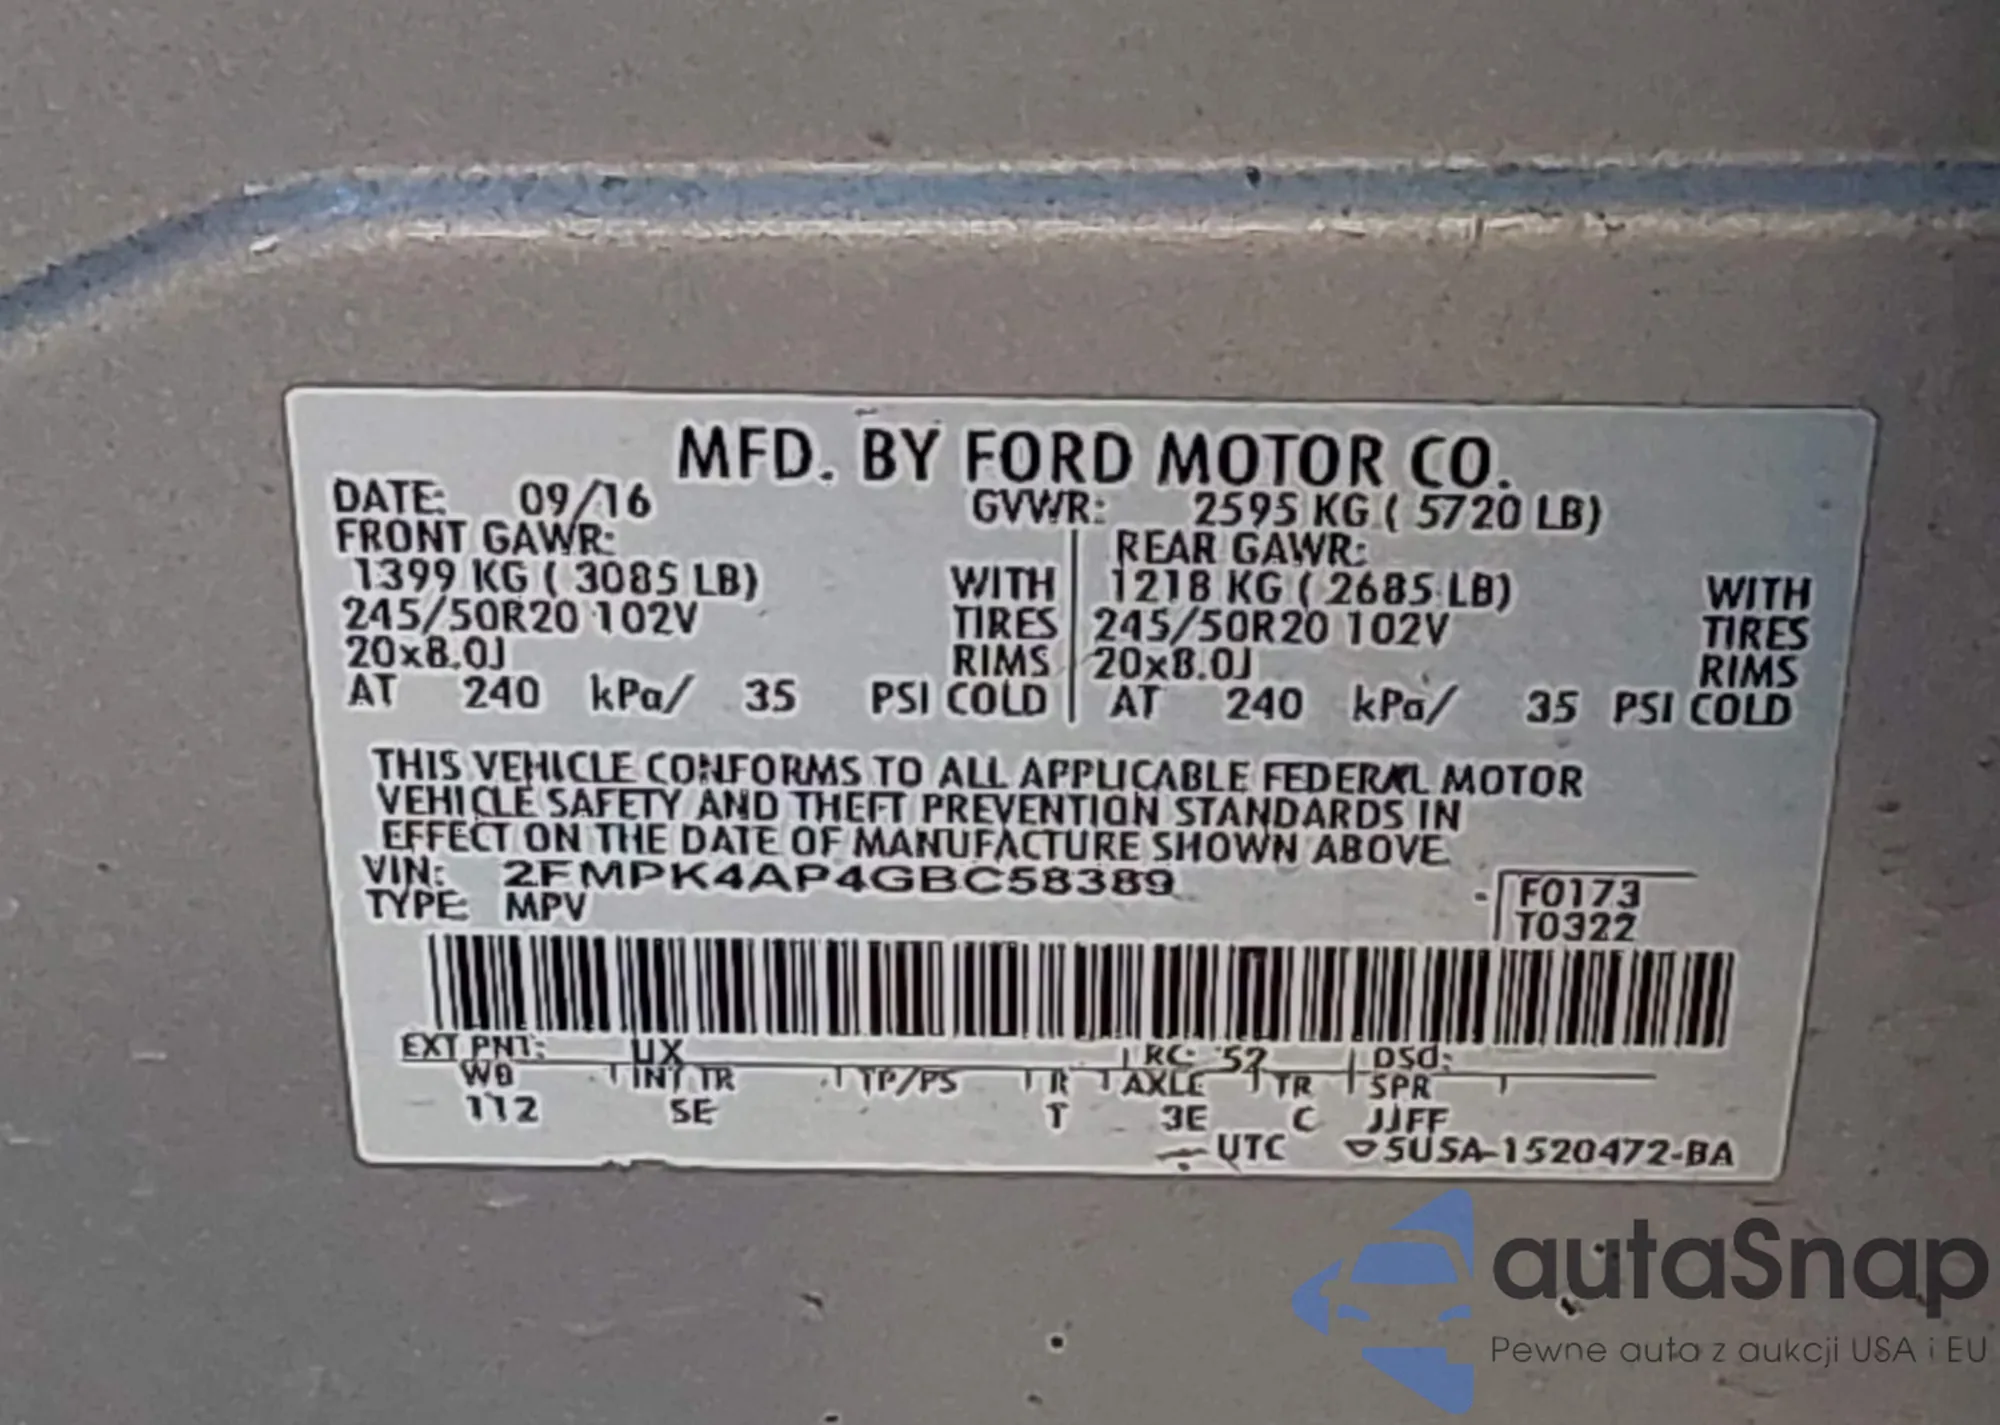 MFD. BY FORD MOTOR CO.
DATE: 09/16 GVWR: 2595 KG ( 5720 LB)
FRONT GAWR: REAR GAWR:
1399 KG ( 3085 LB) WITH 1218 KG ( 2685 LB) WITH
245/50R20 102V TIRES 245/50R20 102V TIRES
20x8.0J RIMS 20x8.0J RIMS
AT 240 kPa/ 35 PSI COLD AT 240 kPa/ 35 PSI COLD
THIS VEHICLE CONFORMS TO ALL APPLICABLE FEDERAL MOTOR
VEHICLE SAFETY AND THEFT PREVENTION STANDARDS IN
EFFECT ON THE DATE OF MANUFACTURE SHOWN ABOVE
VIN: 2FMPK4AP4GBC58389
TYPE: MPV
F0173
T0322
EXT PNT: UX RC: 52 DSO:
WB INT TR TP/PS R AXLE TR SPR
112 SE T 3E C JJFF
UTC 5USA-1520472-BA
autaSnap
Pewne auta z aukcji USA i EU